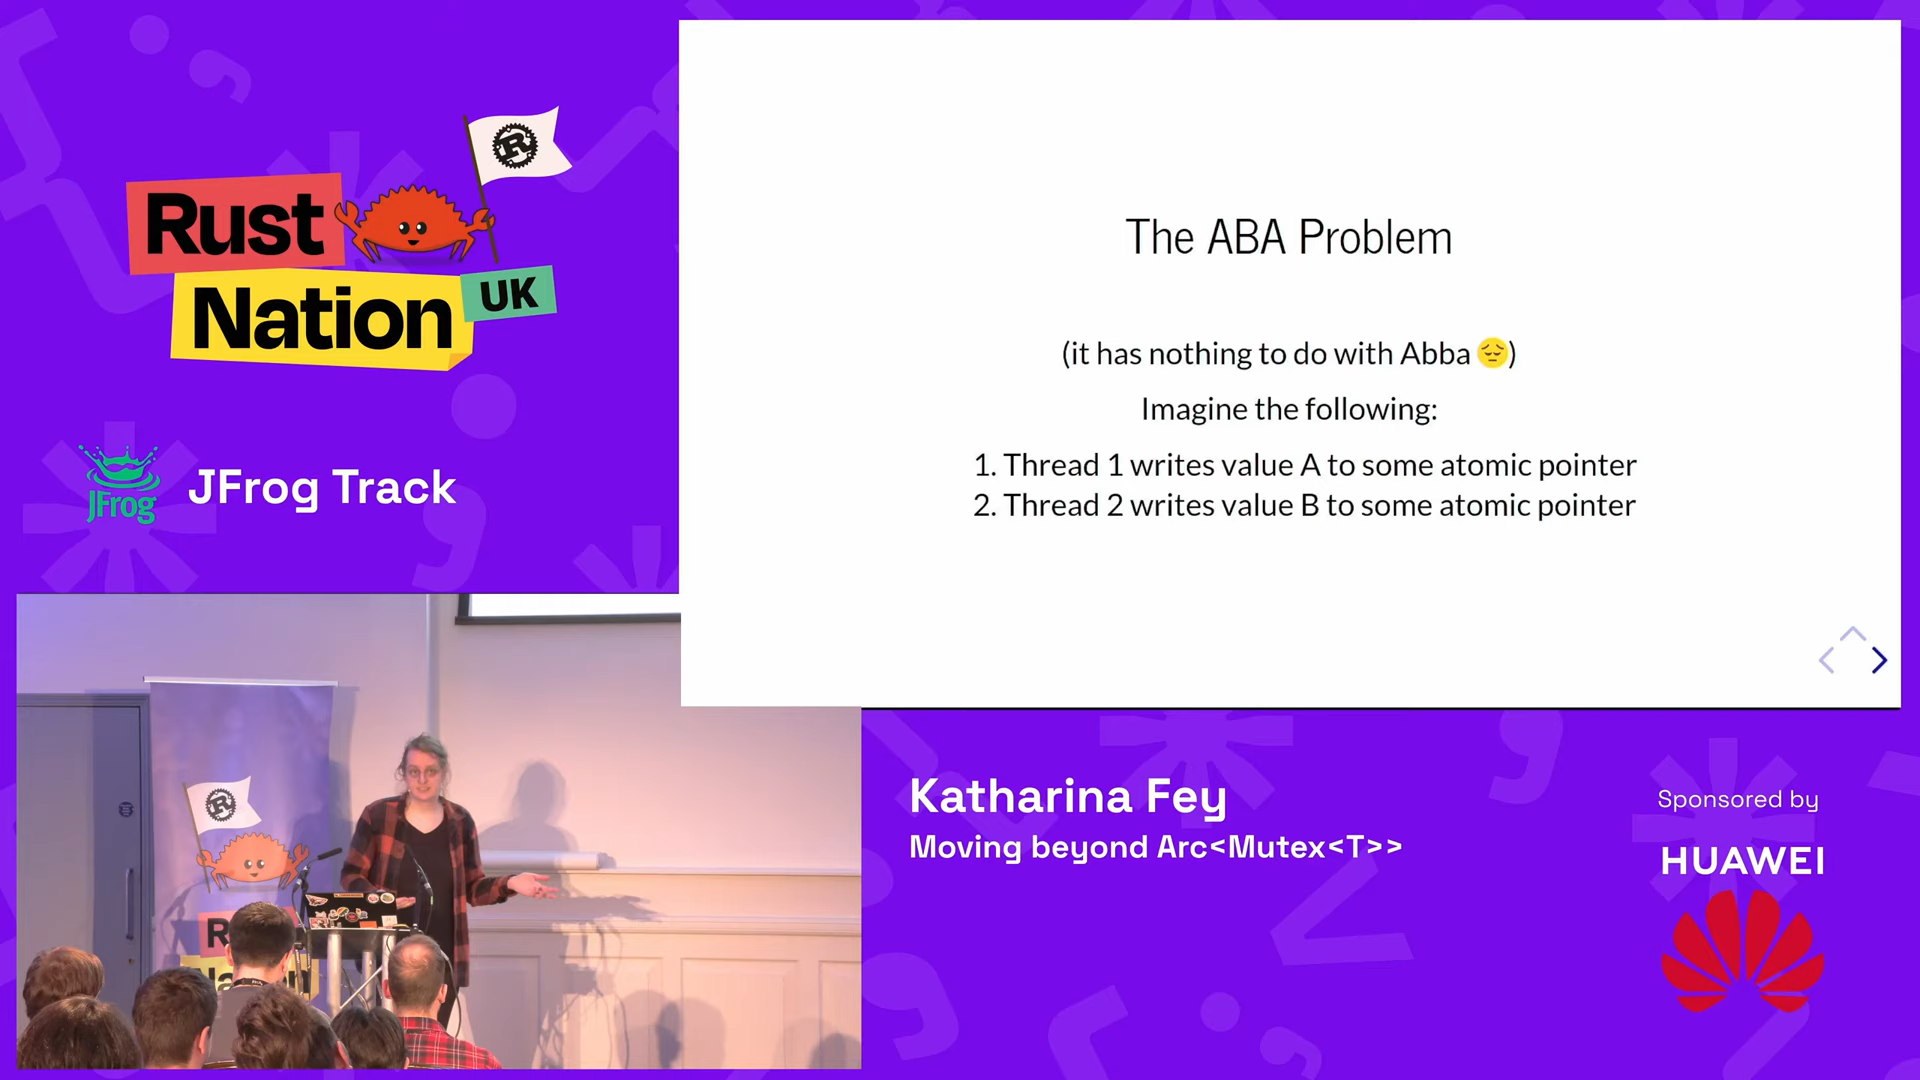 Rust
Nation
UK
R
JFrog
JFrog Track
The ABA Problem
(it has nothing to do with Abba 😔)
Imagine the following:
1. Thread 1 writes value A to some atomic pointer
2. Thread 2 writes value B to some atomic pointer
R
R
Katharina Fey
Moving beyond Arc<Mutex<T>>
Sponsored by
HUAWEI